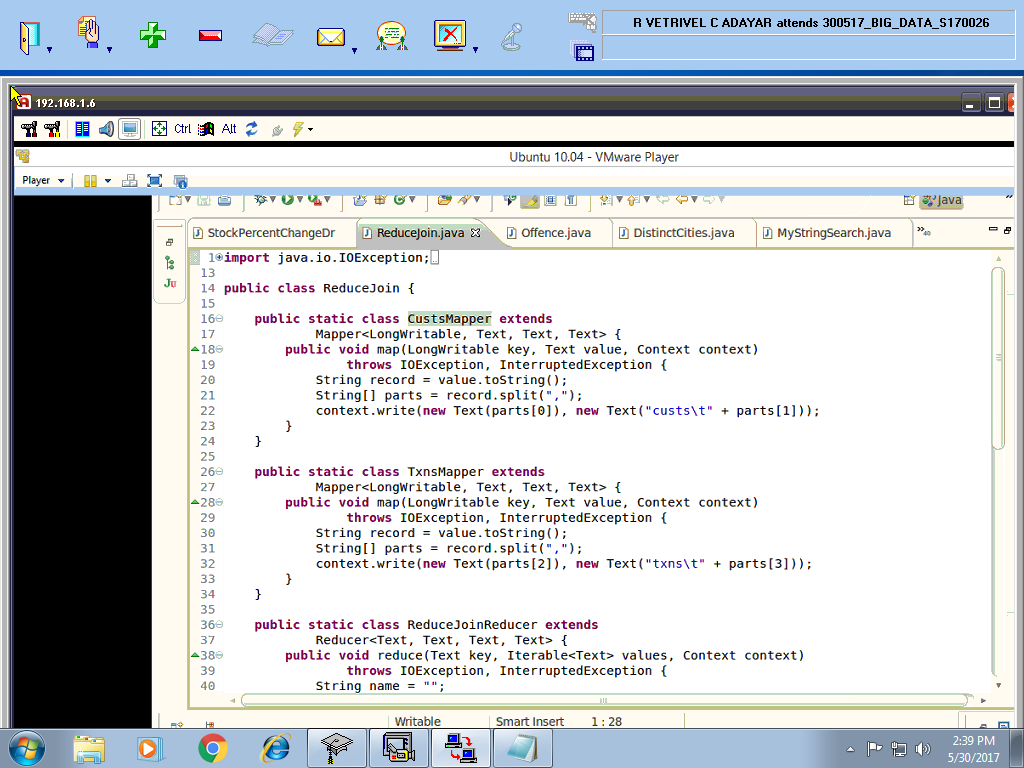 R VETRIVEL C ADAYAR attends 300517_BIG_DATA_S170026
192.168.1.6
Ctrl Alt
Ubuntu 10.04 - VMware Player
Player
Java
StockPercentChangeDr ReduceJoin.java Offence.java DistinctCities.java MyStringSearch.java »40
1 import java.io.IOException;
13
14 public class ReduceJoin {
15
16 public static class CustsMapper extends
17 Mapper<LongWritable, Text, Text, Text> {
18 public void map(LongWritable key, Text value, Context context)
19 throws IOException, InterruptedException {
20 String record = value.toString();
21 String[] parts = record.split(",");
22 context.write(new Text(parts[0]), new Text("custs\t" + parts[1]));
23 }
24 }
25
26 public static class TxnsMapper extends
27 Mapper<LongWritable, Text, Text, Text> {
28 public void map(LongWritable key, Text value, Context context)
29 throws IOException, InterruptedException {
30 String record = value.toString();
31 String[] parts = record.split(",");
32 context.write(new Text(parts[2]), new Text("txns\t" + parts[3]));
33 }
34 }
35
36 public static class ReduceJoinReducer extends
37 Reducer<Text, Text, Text, Text> {
38 public void reduce(Text key, Iterable<Text> values, Context context)
39 throws IOException, InterruptedException {
40 String name = "";
Writable Smart Insert 1 : 28
2:39 PM
5/30/2017